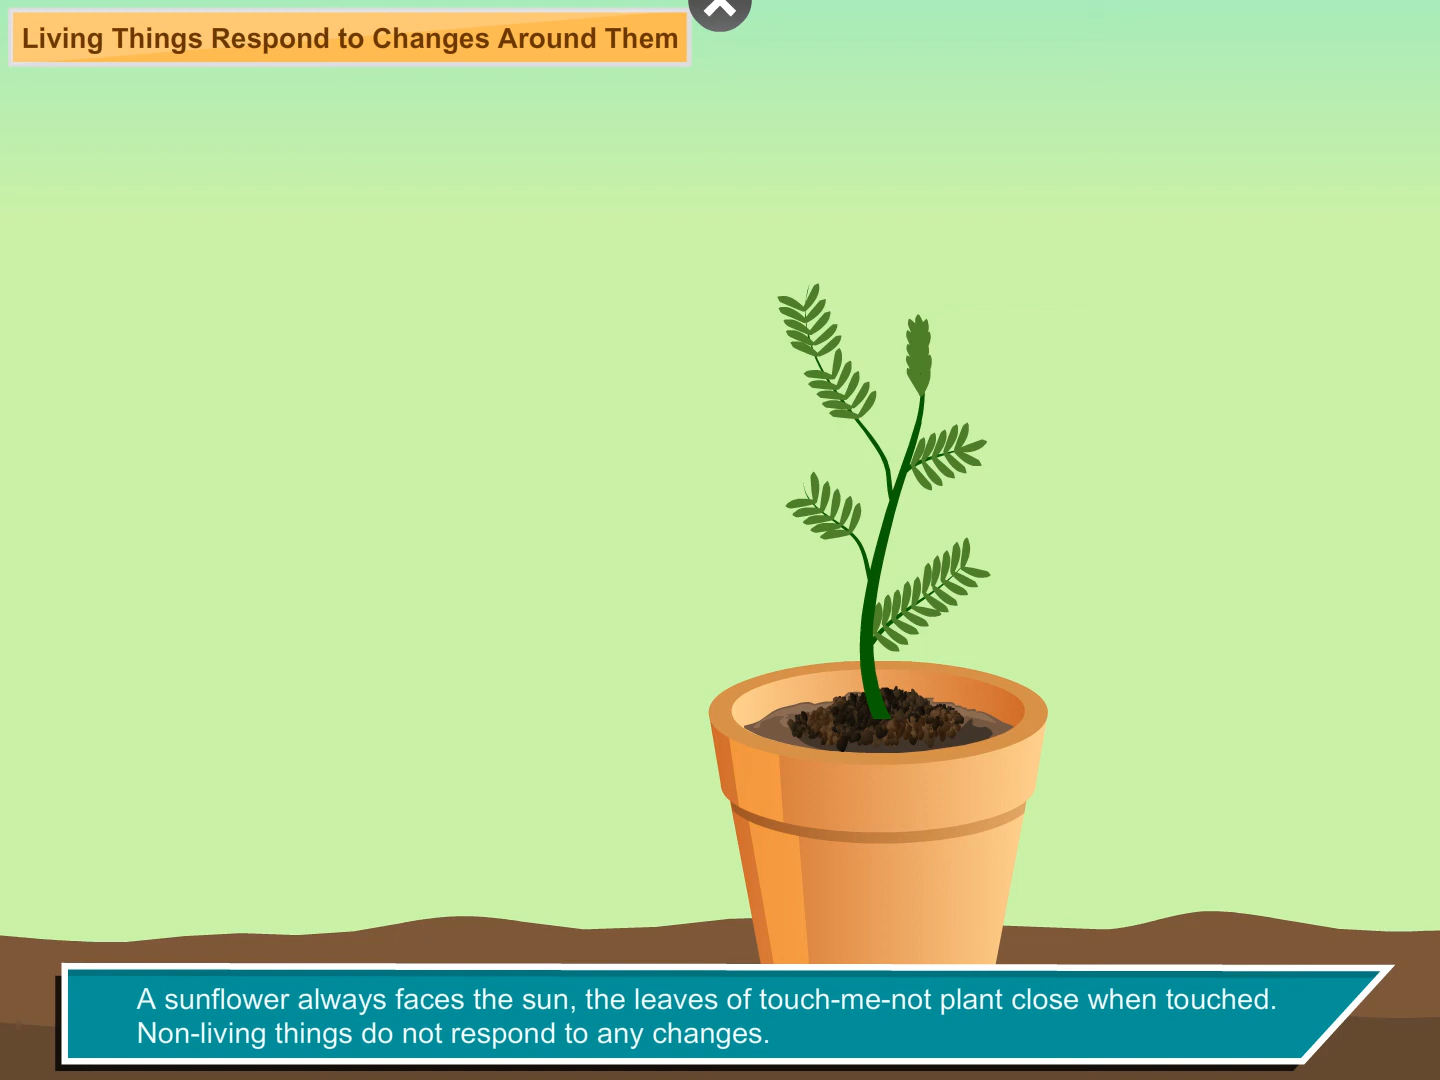 Living Things Respond to Changes Around Them
A sunflower always faces the sun, the leaves of touch-me-not plant close when touched.
Non-living things do not respond to any changes.